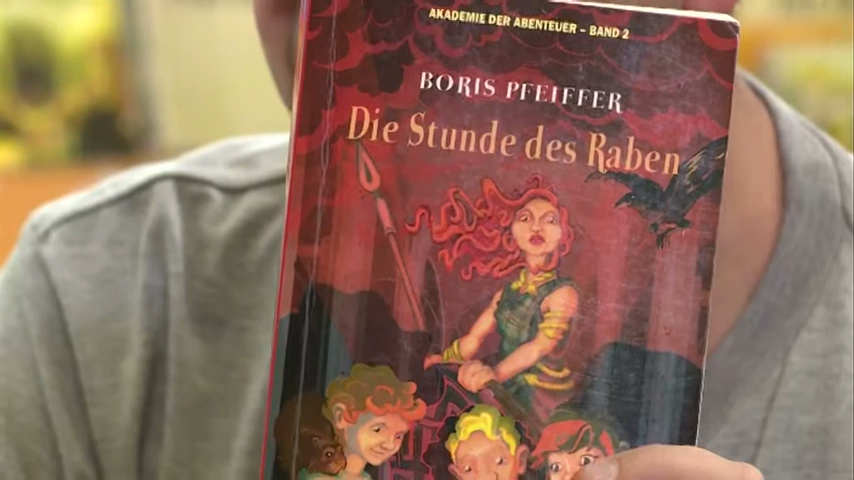 AKADEMIE DER ABENTEUER – BAND 2
BORIS PFEIFFER
Die Stunde des Raben